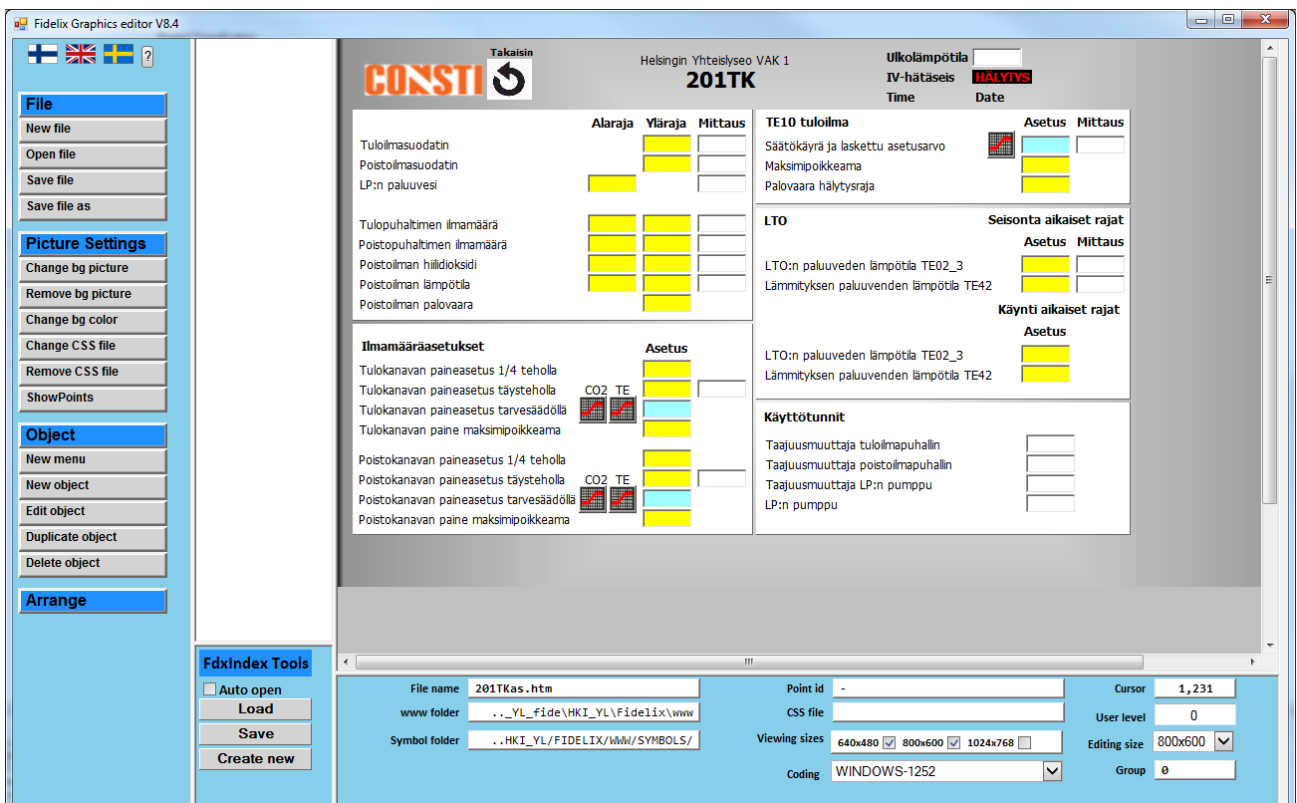 Fidelix Graphics editor V8.4
?
File
New file
Open file
Save file
Save file as
Picture Settings
Change bg picture
Remove bg picture
Change bg color
Change CSS file
Remove CSS file
ShowPoints
Object
New menu
New object
Edit object
Duplicate object
Delete object
Arrange
FdxIndex Tools
Auto open
Load
Save
Create new
CONSTI
Takaisin
Helsingin Yhteislyseo VAK 1
201TK
Ulkolämpötila
IV-hätäseis HÄLYTYS
Time Date
Alaraja Yläraja Mittaus
Tuloilmasuodatin
Poistoilmasuodatin
LP:n paluuvesi
Tulopuhaltimen ilmamäärä
Poistopuhaltimen ilmamäärä
Poistoilman hiilidioksidi
Poistoilman lämpötila
Poistoilman palovaara
Ilmamääräasetukset Asetus
Tulokanavan paineasetus 1/4 teholla
Tulokanavan paineasetus täysteholla CO2 TE
Tulokanavan paineasetus tarvesäädöllä
Tulokanavan paine maksimipoikkeama
Poistokanavan paineasetus 1/4 teholla
Poistokanavan paineasetus täysteholla CO2 TE
Poistokanavan paineasetus tarvesäädöllä
Poistokanavan paine maksimipoikkeama
TE10 tuloilma Asetus Mittaus
Säätökäyrä ja laskettu asetusarvo
Maksimipoikkeama
Palovaara hälytysraja
LTO Seisonta aikaiset rajat
Asetus Mittaus
LTO:n paluuveden lämpötila TE02_3
Lämmityksen paluuvenden lämpötila TE42
Käynti aikaiset rajat
Asetus
LTO:n paluuveden lämpötila TE02_3
Lämmityksen paluuvenden lämpötila TE42
Käyttötunnit
Taajuusmuuttaja tuloilmapuhallin
Taajuusmuuttaja poistoilmapuhallin
Taajuusmuuttaja LP:n pumppu
LP:n pumppu
File name 201TKas.htm
www folder .._YL_fide\HKI_YL\Fidelix\www
Symbol folder ..HKI_YL/FIDELIX/WWW/SYMBOLS/
Point id -
CSS file
Viewing sizes 640x480 800x600 1024x768
Coding WINDOWS-1252
Cursor 1,231
User level 0
Editing size 800x600
Group 0